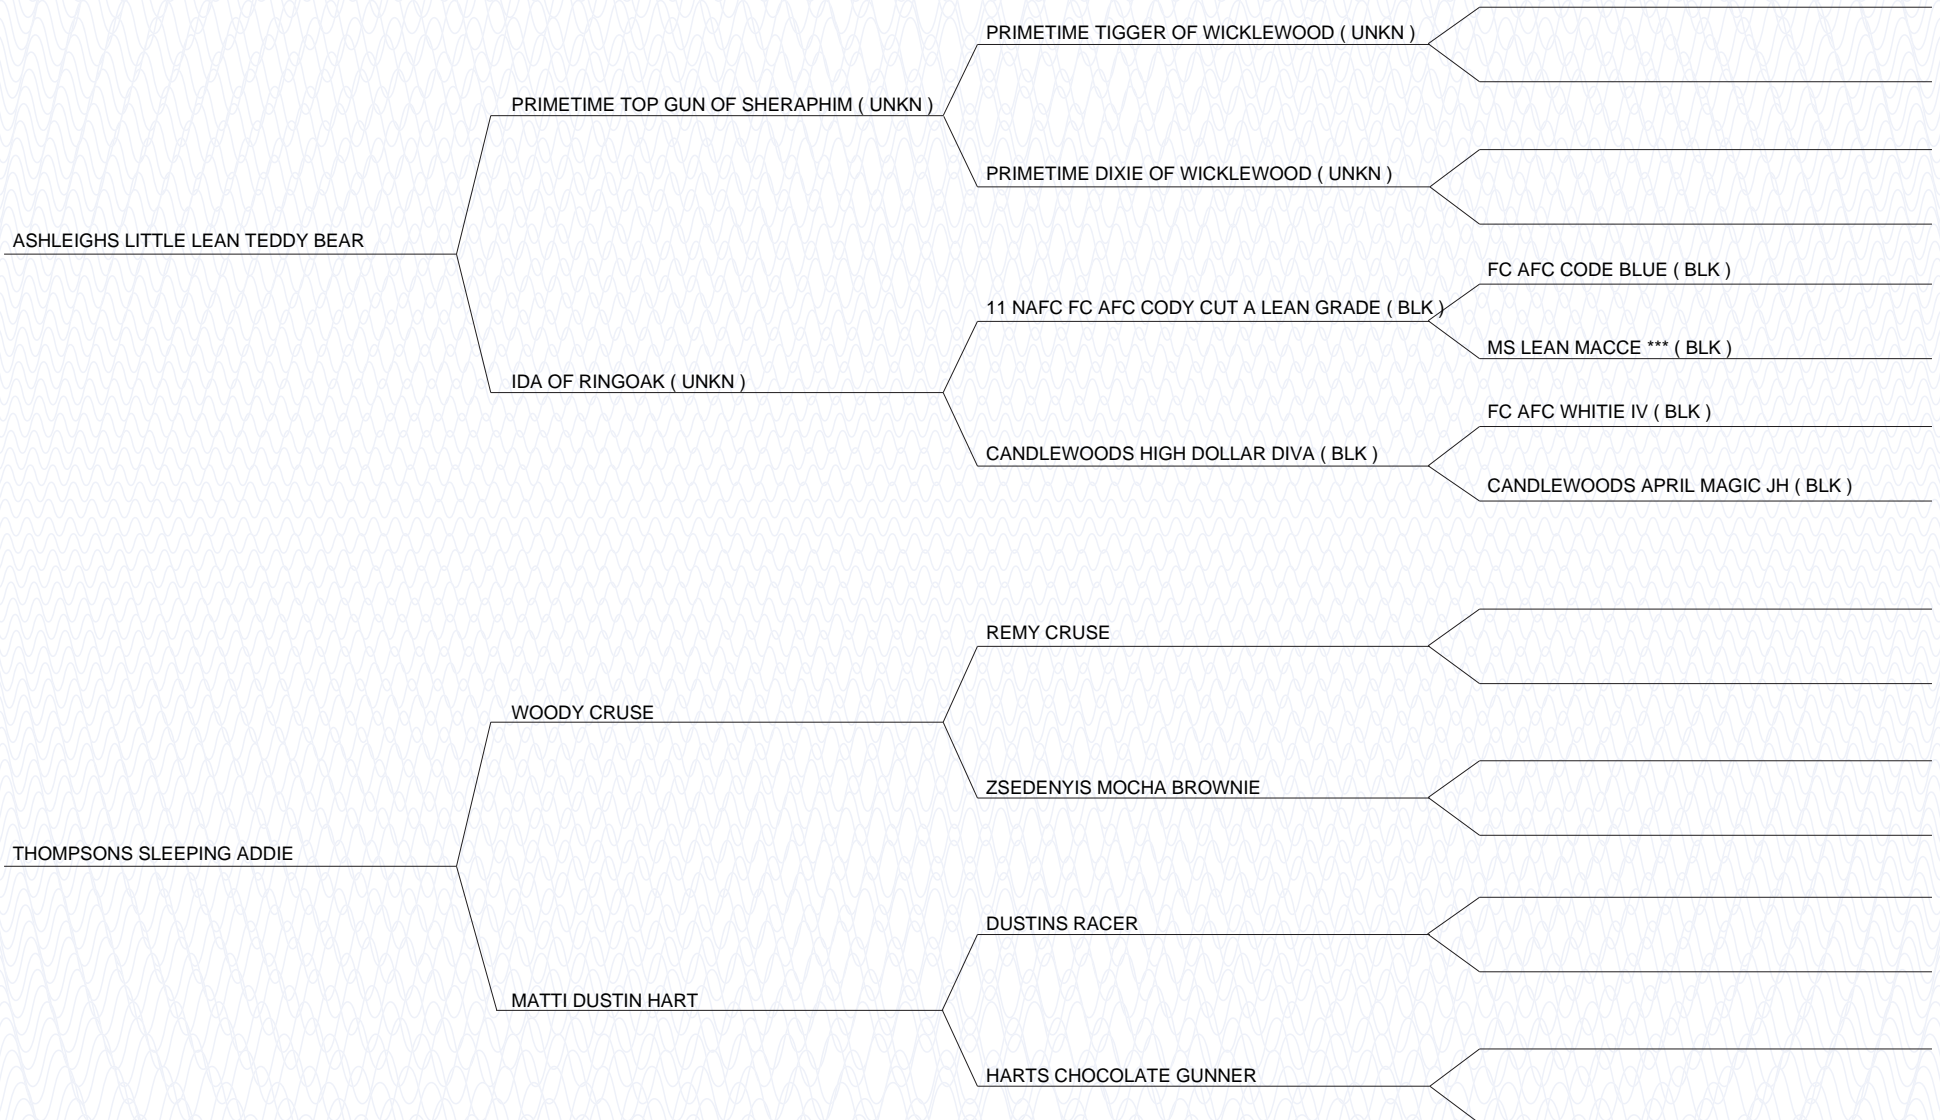 PRIMETIME TIGGER OF WICKLEWOOD ( UNKN )
PRIMETIME TOP GUN OF SHERAPHIM ( UNKN )
PRIMETIME DIXIE OF WICKLEWOOD ( UNKN )
ASHLEIGHS LITTLE LEAN TEDDY BEAR
FC AFC CODE BLUE ( BLK )
11 NAFC FC AFC CODY CUT A LEAN GRADE ( BLK )
MS LEAN MACCE *** ( BLK )
IDA OF RINGOAK ( UNKN )
FC AFC WHITIE IV ( BLK )
CANDLEWOODS HIGH DOLLAR DIVA ( BLK )
CANDLEWOODS APRIL MAGIC JH ( BLK )
REMY CRUSE
WOODY CRUSE
ZSEDENYIS MOCHA BROWNIE
THOMPSONS SLEEPING ADDIE
DUSTINS RACER
MATTI DUSTIN HART
HARTS CHOCOLATE GUNNER